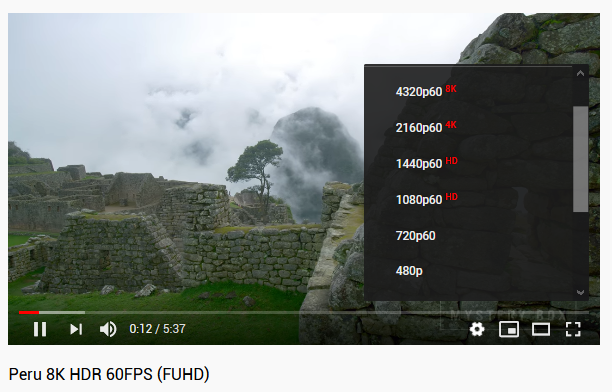 4320p60 8K
2160p60 4K
1440p60 HD
1080p60 HD
720p60
480p
MYSTERY BOX
0:12 / 5:37
Peru 8K HDR 60FPS (FUHD)